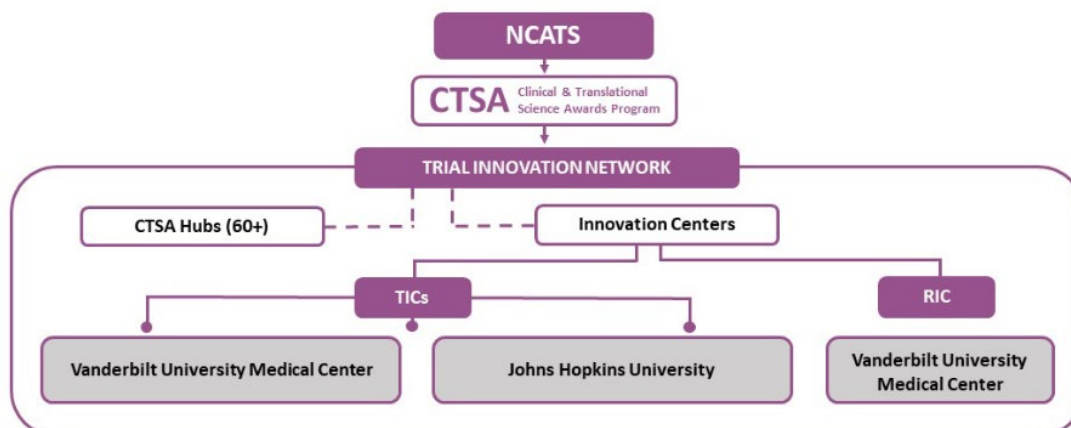 NCATS
CTSA
Clinical & Translational
Science Awards Program
TRIAL INNOVATION NETWORK
CTSA Hubs (60+)
Innovation Centers
TICs
RIC
Vanderbilt University Medical Center
Johns Hopkins University
Vanderbilt University
Medical Center